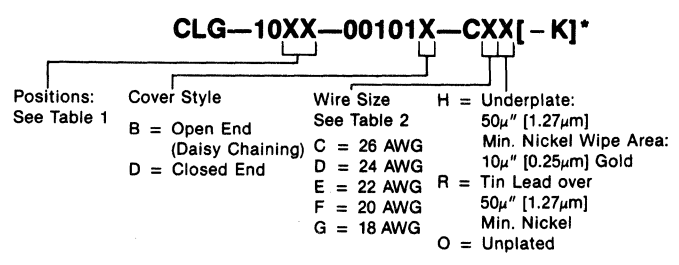 CLG—10XX—00101X—CXX[–K]*
Positions:
See Table 1
Cover Style
B = Open End
(Daisy Chaining)
D = Closed End
Wire Size
See Table 2
C = 26 AWG
D = 24 AWG
E = 22 AWG
F = 20 AWG
G = 18 AWG
H = Underplate:
50μ″ [1.27μm]
Min. Nickel Wipe Area:
10μ″ [0.25μm] Gold
R = Tin Lead over
50μ″ [1.27μm]
Min. Nickel
O = Unplated